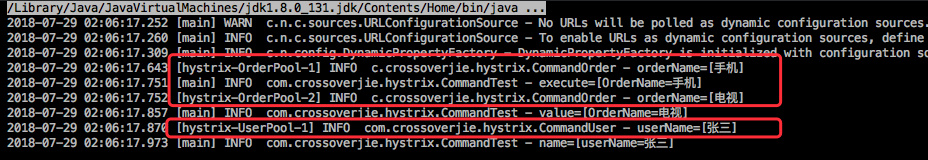 /Library/Java/JavaVirtualMachines/jdk1.8.0_131.jdk/Contents/Home/bin/java ...
2018-07-29 02:06:17.252 [main] WARN  c.n.c.sources.URLConfigurationSource - No URLs will be polled as dynamic configuration sources.
2018-07-29 02:06:17.260 [main] INFO  c.n.c.sources.URLConfigurationSource - To enable URLs as dynamic configuration sources, define
2018-07-29 02:06:17.309 [main] INFO  c.n.config.DynamicPropertyFactory - DynamicPropertyFactory is initialized with configuration so
2018-07-29 02:06:17.643 [hystrix-OrderPool-1] INFO  c.crossoverjie.hystrix.CommandOrder - orderName=[手机]
2018-07-29 02:06:17.751 [main] INFO  com.crossoverjie.hystrix.CommandTest - execute=[OrderName=手机]
2018-07-29 02:06:17.752 [hystrix-OrderPool-2] INFO  c.crossoverjie.hystrix.CommandOrder - orderName=[电视]
2018-07-29 02:06:17.857 [main] INFO  com.crossoverjie.hystrix.CommandTest - value=[OrderName=电视]
2018-07-29 02:06:17.870 [hystrix-UserPool-1] INFO  com.crossoverjie.hystrix.CommandUser - userName=[张三]
2018-07-29 02:06:17.973 [main] INFO  com.crossoverjie.hystrix.CommandTest - name=[userName=张三]